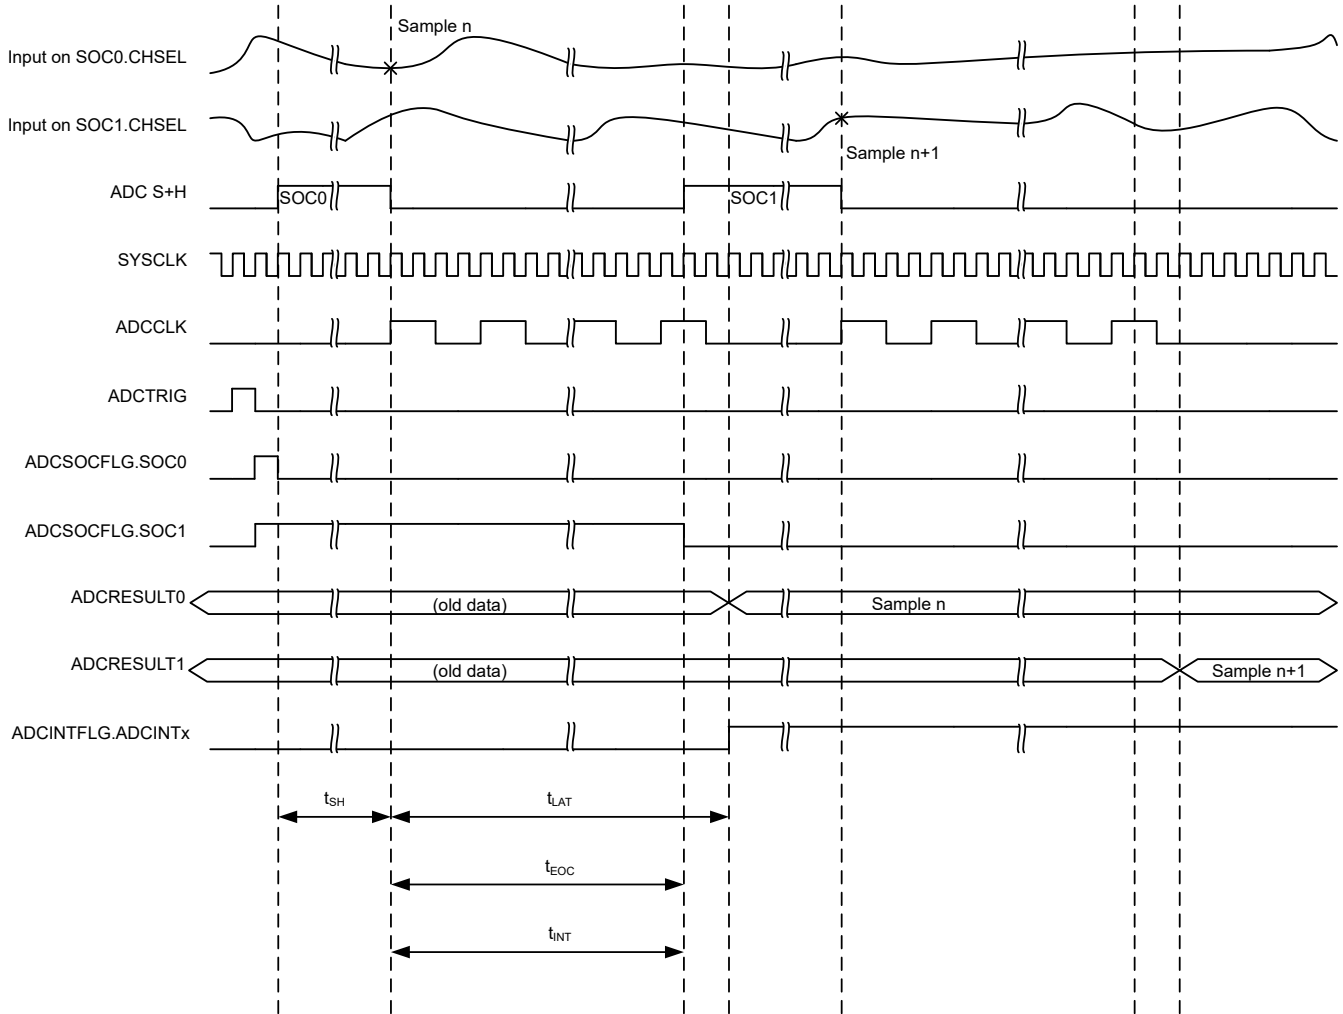 Sample n
Input on SOC0.CHSEL
Input on SOC1.CHSEL
Sample n+1
ADC S+H
SOC0
SOC1
SYSCLK
ADCCLK
ADCTRIG
ADCSOCFLG.SOC0
ADCSOCFLG.SOC1
ADCRESULT0
(old data)
Sample n
ADCRESULT1
(old data)
Sample n+1
ADCINTFLG.ADCINTx
tSH
tLAT
tEOC
tINT